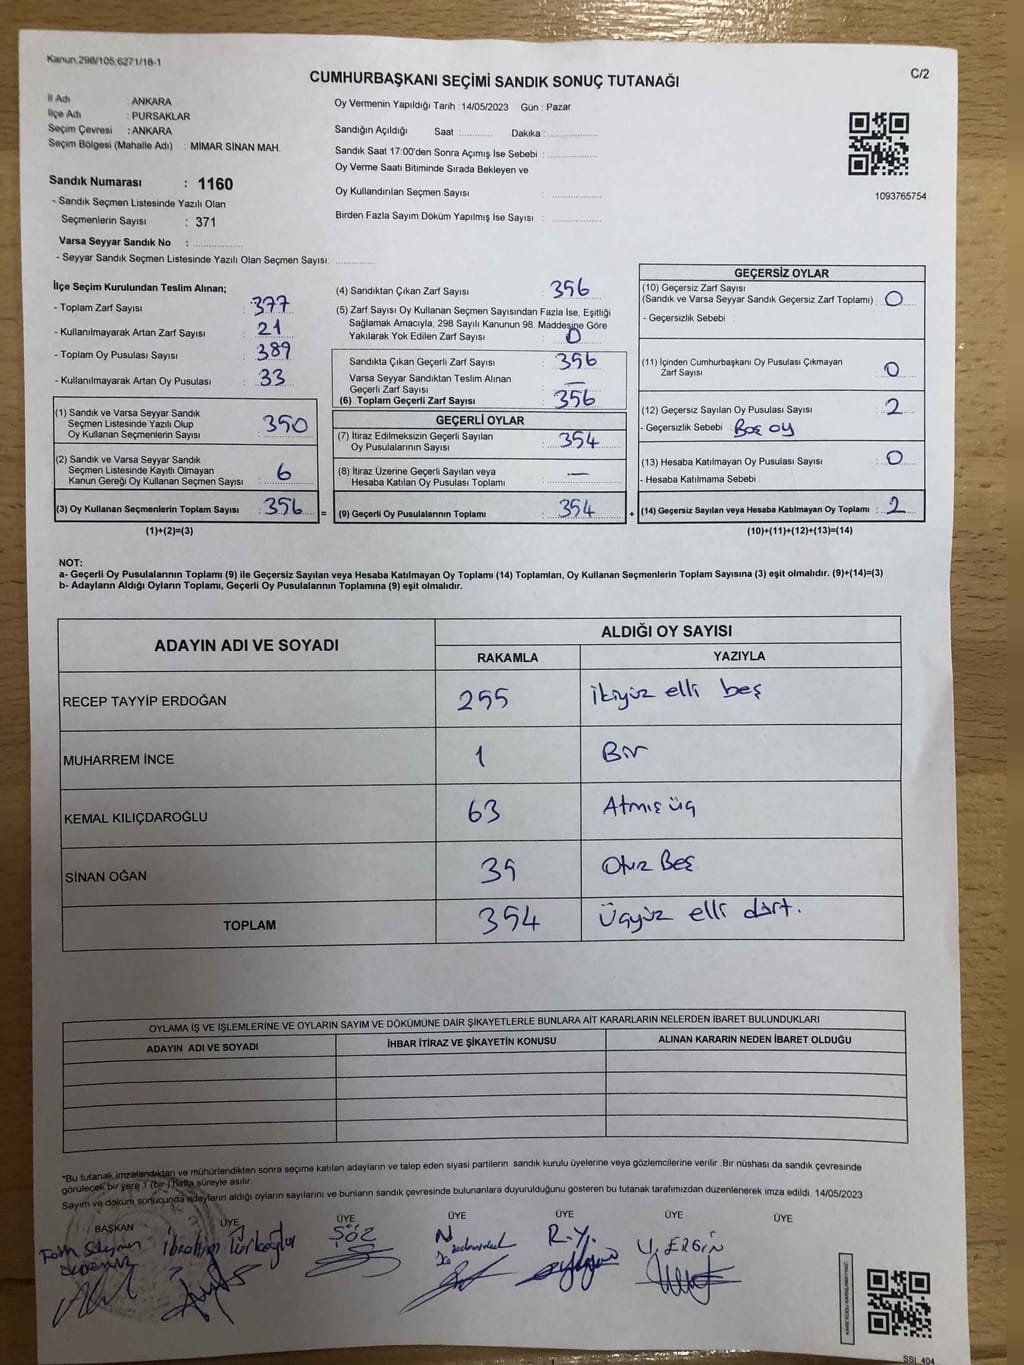 Kanun.298/105.6271/18-1
C/2
CUMHURBAŞKANI SEÇİMİ SANDIK SONUÇ TUTANAĞI
İl Adı : ANKARA
İlçe Adı : PURSAKLAR
Seçim Çevresi : ANKARA
Seçim Bölgesi (Mahalle Adı) : MİMAR SİNAN MAH.
Sandık Numarası : 1160
- Sandık Seçmen Listesinde Yazılı Olan
Seçmenlerin Sayısı : 371
Varsa Seyyar Sandık No :
- Seyyar Sandık Seçmen Listesinde Yazılı Olan Seçmen Sayısı:
Oy Vermenin Yapıldığı Tarih : 14/05/2023 Gün : Pazar
Sandığın Açıldığı Saat : Dakika :
Sandık Saat 17:00'den Sonra Açımış İse Sebebi :
Oy Verme Saati Bitiminde Sırada Bekleyen ve
Oy Kullandırılan Seçmen Sayısı :
Birden Fazla Sayım Döküm Yapılmış İse Sayısı :
1093765754
İlçe Seçim Kurulundan Teslim Alınan;
- Toplam Zarf Sayısı : 377
- Kullanılmayarak Artan Zarf Sayısı : 21
- Toplam Oy Pusulası Sayısı : 389
- Kullanılmayarak Artan Oy Pusulası : 33
(1) Sandık ve Varsa Seyyar Sandık
Seçmen Listesinde Yazılı Olup
Oy Kullanan Seçmenlerin Sayısı : 350
(2) Sandık ve Varsa Seyyar Sandık
Seçmen Listesinde Kayıtlı Olmayan
Kanun Gereği Oy Kullanan Seçmen Sayısı : 6
(3) Oy Kullanan Seçmenlerin Toplam Sayısı : 356 =
(1)+(2)=(3)
(4) Sandıktan Çıkan Zarf Sayısı : 356
(5) Zarf Sayısı Oy Kullanan Seçmen Sayısından Fazla İse, Eşitliği
Sağlamak Amacıyla, 298 Sayılı Kanunun 98. Maddesine Göre
Yakılarak Yok Edilen Zarf Sayısı : 0
Sandıkta Çıkan Geçerli Zarf Sayısı : 356
Varsa Seyyar Sandıktan Teslim Alınan
Geçerli Zarf Sayısı : —
(6) Toplam Geçerli Zarf Sayısı : 356
GEÇERLİ OYLAR
(7) İtiraz Edilmeksizin Geçerli Sayılan
Oy Pusulalarının Sayısı : 354
(8) İtiraz Üzerine Geçerli Sayılan veya
Hesaba Katılan Oy Pusulası Toplamı : —
(9) Geçerli Oy Pusulalarının Toplamı : 354 +
GEÇERSİZ OYLAR
(10) Geçersiz Zarf Sayısı
(Sandık ve Varsa Seyyar Sandık Geçersiz Zarf Toplamı) : 0
- Geçersizlik Sebebi :
(11) İçinden Cumhurbaşkanı Oy Pusulası Çıkmayan
Zarf Sayısı : 0
(12) Geçersiz Sayılan Oy Pusulası Sayısı : 2
- Geçersizlik Sebebi : Boş oy
(13) Hesaba Katılmayan Oy Pusulası Sayısı : 0
- Hesaba Katılmama Sebebi :
(14) Geçersiz Sayılan veya Hesaba Katılmayan Oy Toplamı : 2
(10)+(11)+(12)+(13)=(14)
NOT:
a- Geçerli Oy Pusulalarının Toplamı (9) ile Geçersiz Sayılan veya Hesaba Katılmayan Oy Toplamı (14) Toplamları, Oy Kullanan Seçmenlerin Toplam Sayısına (3) eşit olmalıdır. (9)+(14)=(3)
b- Adayların Aldığı Oyların Toplamı, Geçerli Oy Pusulalarının Toplamına (9) eşit olmalıdır.
ADAYIN ADI VE SOYADI
ALDIĞI OY SAYISI
RAKAMLA YAZIYLA
RECEP TAYYİP ERDOĞAN 255 ikiyüz elli beş
MUHARREM İNCE 1 Bir
KEMAL KILIÇDAROĞLU 63 Atmış üç
SİNAN OĞAN 35 Otuz Beş
TOPLAM 354 üçyüz elli dört.
OYLAMA İŞ VE İŞLEMLERİNE VE OYLARIN SAYIM VE DÖKÜMÜNE DAİR ŞİKAYETLERLE BUNLARA AİT KARARLARIN NELERDEN İBARET BULUNDUKLARI
ADAYIN ADI VE SOYADI İHBAR İTİRAZ VE ŞİKAYETİN KONUSU ALINAN KARARIN NEDEN İBARET OLDUĞU
"Bu tutanak imzalandıktan ve mühürlendikten sonra seçime katılan adayların ve talep eden siyasi partilerin sandık kurulu üyelerine veya gözlemcilerine verilir .Bir nüshası da sandık çevresinde
görülecek bir yere 1 (bir ) hafta süreyle asılır.
Sayım ve döküm sonucunda adayların aldığı oyların sayılarını ve bunların sandık çevresinde bulunanlara duyurulduğunu gösteren bu tutanak tarafımızdan düzenlenerek imza edildi. 14/05/2023
BAŞKAN ÜYE ÜYE ÜYE ÜYE ÜYE ÜYE
İbrahim Türkoğlu R.Y. U. ERGİN
SSI_404